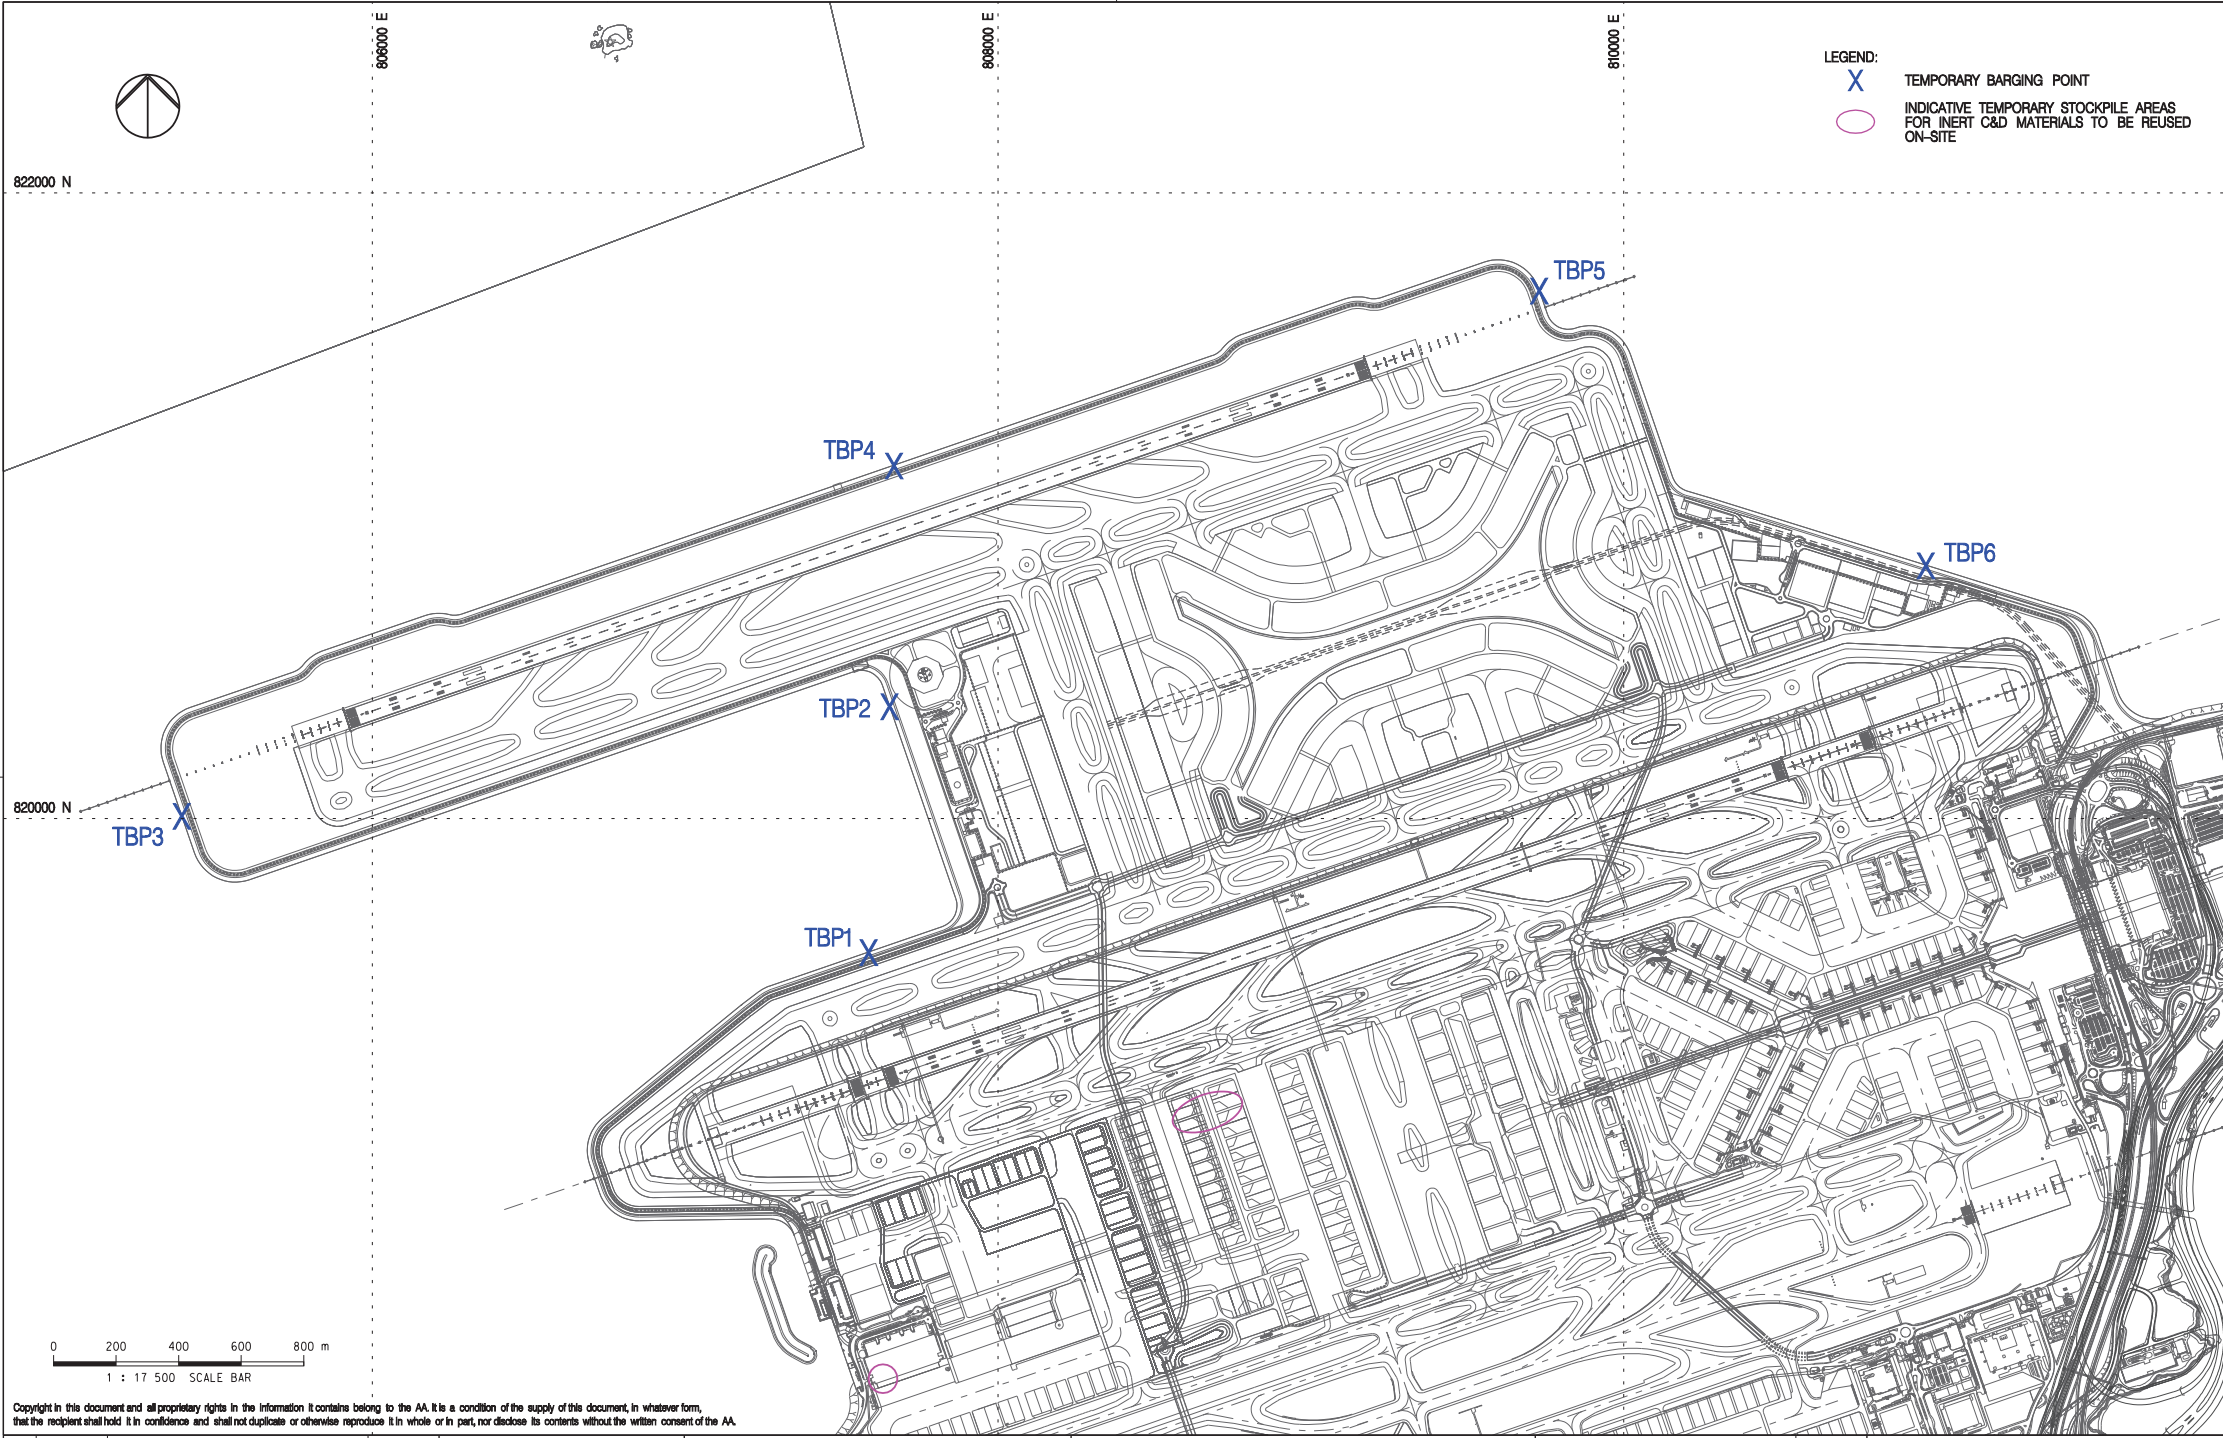 806000 E
808000 E
810000 E
LEGEND:
X TEMPORARY BARGING POINT
INDICATIVE TEMPORARY STOCKPILE AREAS
FOR INERT C&D MATERIALS TO BE REUSED
ON-SITE
822000 N
TBP5
TBP4
TBP6
TBP2
820000 N
TBP3
TBP1
0 200 400 600 800 m
1 : 17 500 SCALE BAR
Copyright in this document and all proprietary rights in the information it contains belong to the AA. It is a condition of the supply of this document, in whatever form,
that the recipient shall hold it in confidence and shall not duplicate or otherwise reproduce it in whole or in part, nor disclose its contents without the written consent of the AA.